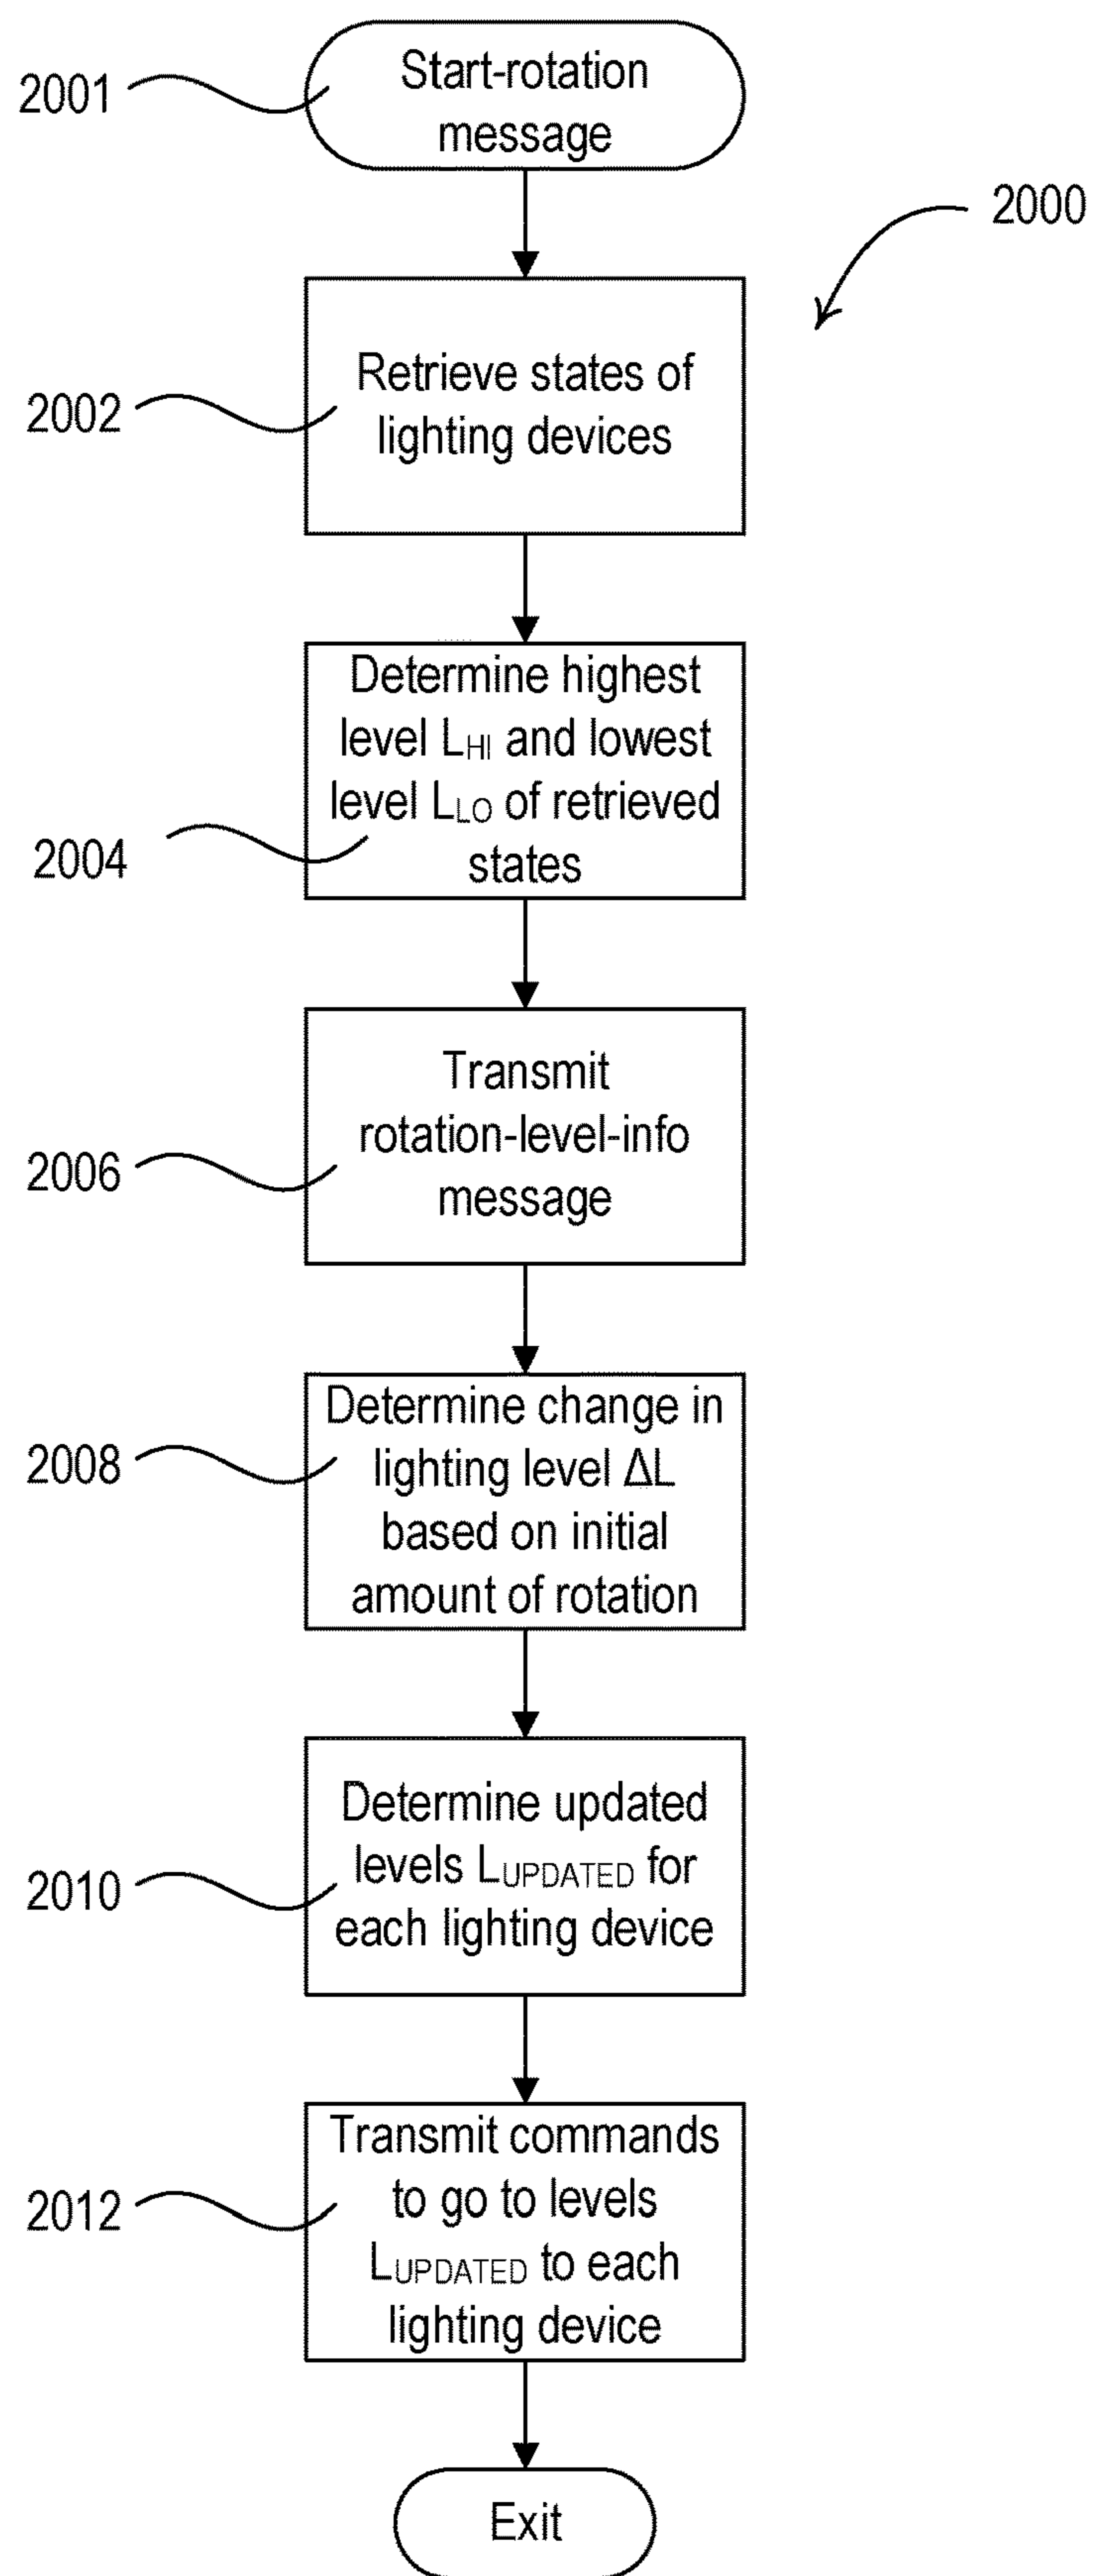 2001
Start-rotation
message
2000
2002
Retrieve states of
lighting devices
2004
Determine highest
level LHI and lowest
level LLO of retrieved
states
2006
Transmit
rotation-level-info
message
2008
Determine change in
lighting level ΔL
based on initial
amount of rotation
2010
Determine updated
levels LUPDATED for
each lighting device
2012
Transmit commands
to go to levels
LUPDATED to each
lighting device
Exit